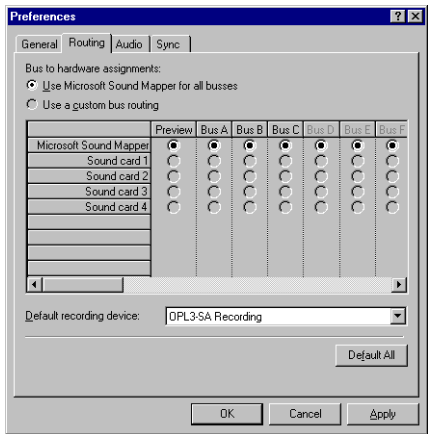 Preferences
General Routing Audio Sync
Bus to hardware assignments:
Use Microsoft Sound Mapper for all busses
Use a custom bus routing
Preview Bus A Bus B Bus C Bus D Bus E Bus F
Microsoft Sound Mapper
Sound card 1
Sound card 2
Sound card 3
Sound card 4
Default recording device: OPL3-SA Recording
Default All
OK Cancel Apply